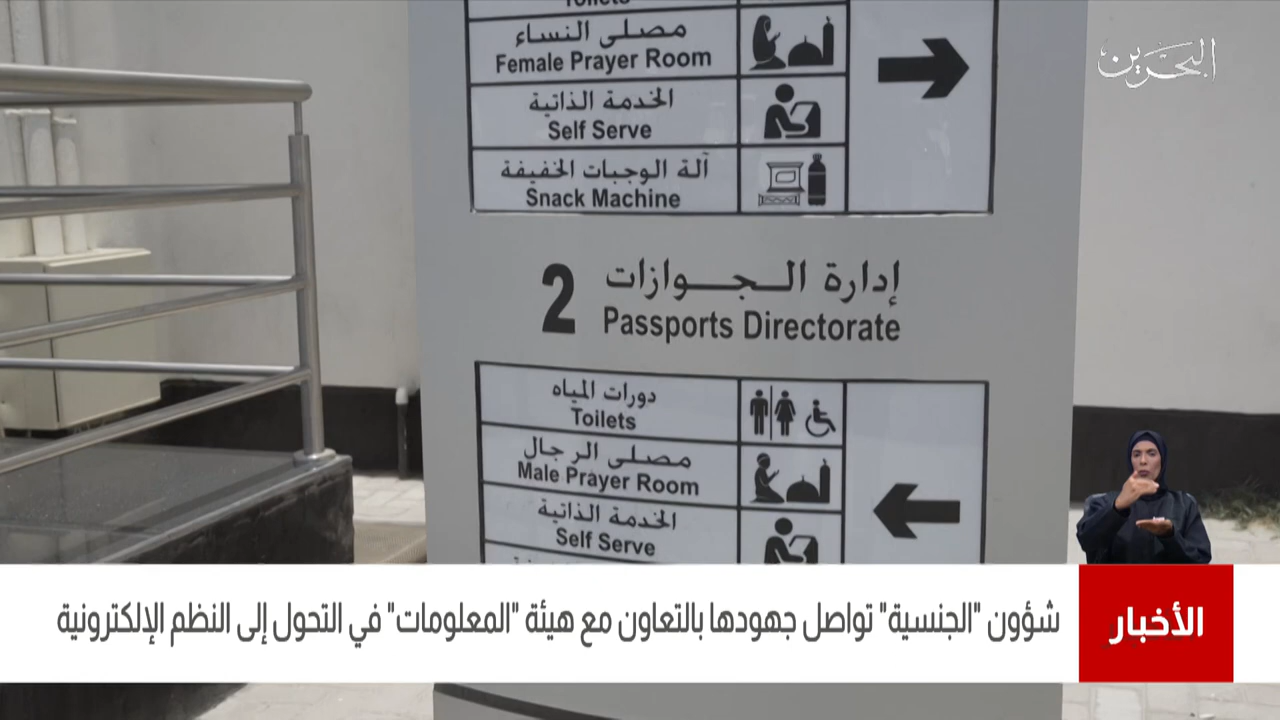 Toilets
مصلى النساء
Female Prayer Room
الخدمة الذاتية
Self Serve
آلة الوجبات الخفيفة
Snack Machine
البحرين
2
إدارة الجوازات
Passports Directorate
دورات المياه
Toilets
مصلى الرجال
Male Prayer Room
الخدمة الذاتية
Self Serve
الأخبار
شؤون "الجنسية" تواصل جهودها بالتعاون مع هيئة "المعلومات" في التحول إلى النظم الإلكترونية